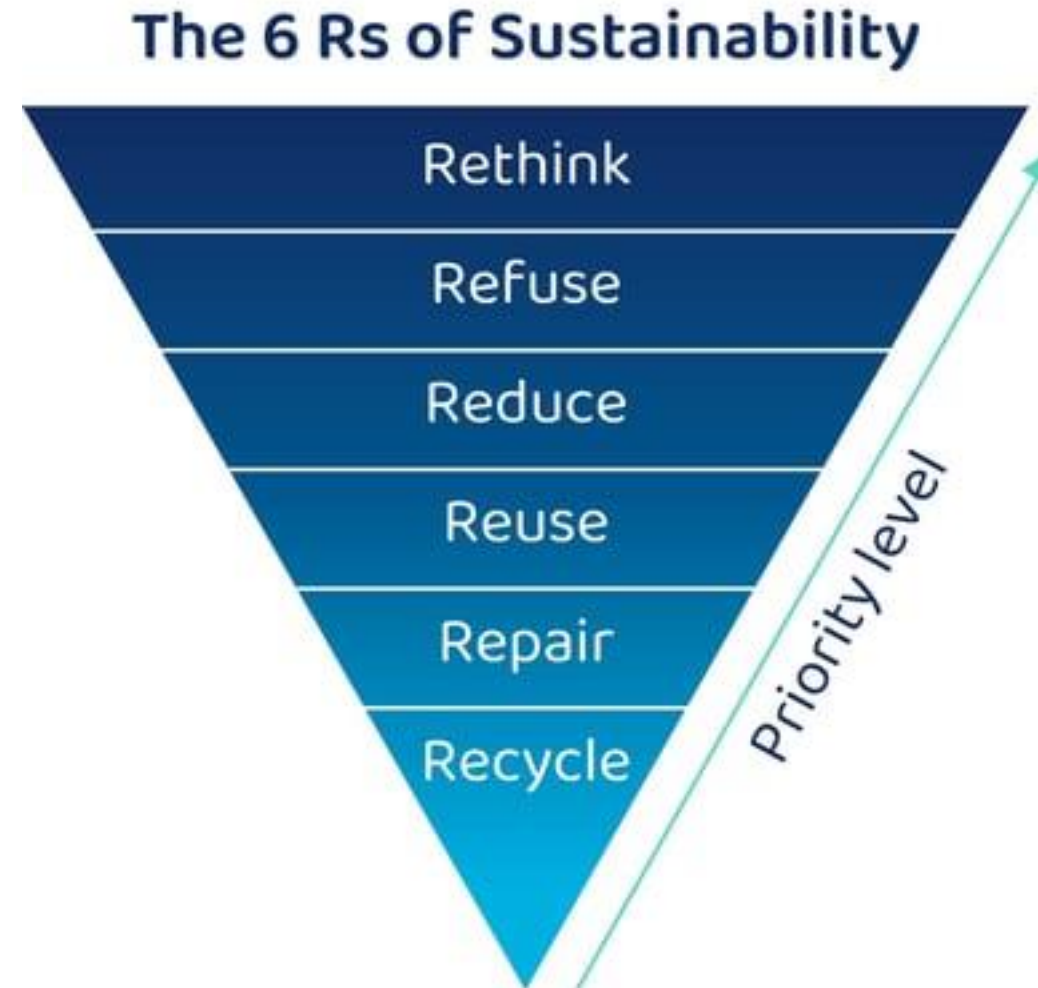 The 6 Rs of Sustainability
Rethink
Refuse
Reduce
Reuse
Repair
Recycle
Priority level